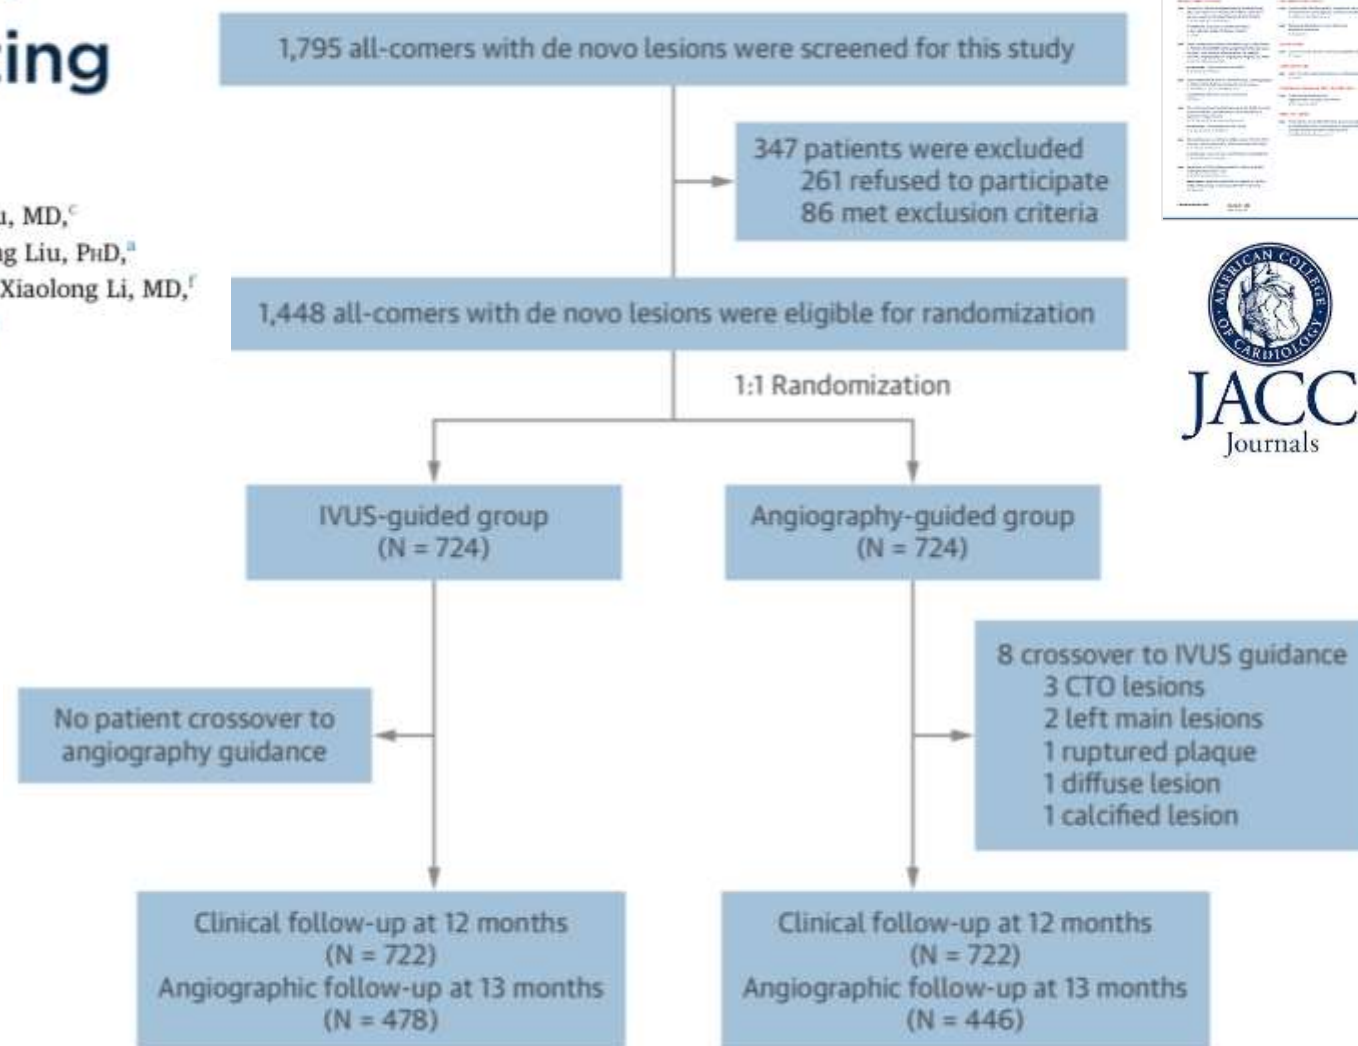 ting
u, MD,c
ng Liu, PHD,a
Xiaolong Li, MD,f
1,795 all-comers with de novo lesions were screened for this study
347 patients were excluded
261 refused to participate
86 met exclusion criteria
1,448 all-comers with de novo lesions were eligible for randomization
1:1 Randomization
IVUS-guided group
(N = 724)
Angiography-guided group
(N = 724)
No patient crossover to
angiography guidance
8 crossover to IVUS guidance
3 CTO lesions
2 left main lesions
1 ruptured plaque
1 diffuse lesion
1 calcified lesion
Clinical follow-up at 12 months
(N = 722)
Angiographic follow-up at 13 months
(N = 478)
Clinical follow-up at 12 months
(N = 722)
Angiographic follow-up at 13 months
(N = 446)
AMERICAN COLLEGE
OF CARDIOLOGY
JACC
Journals